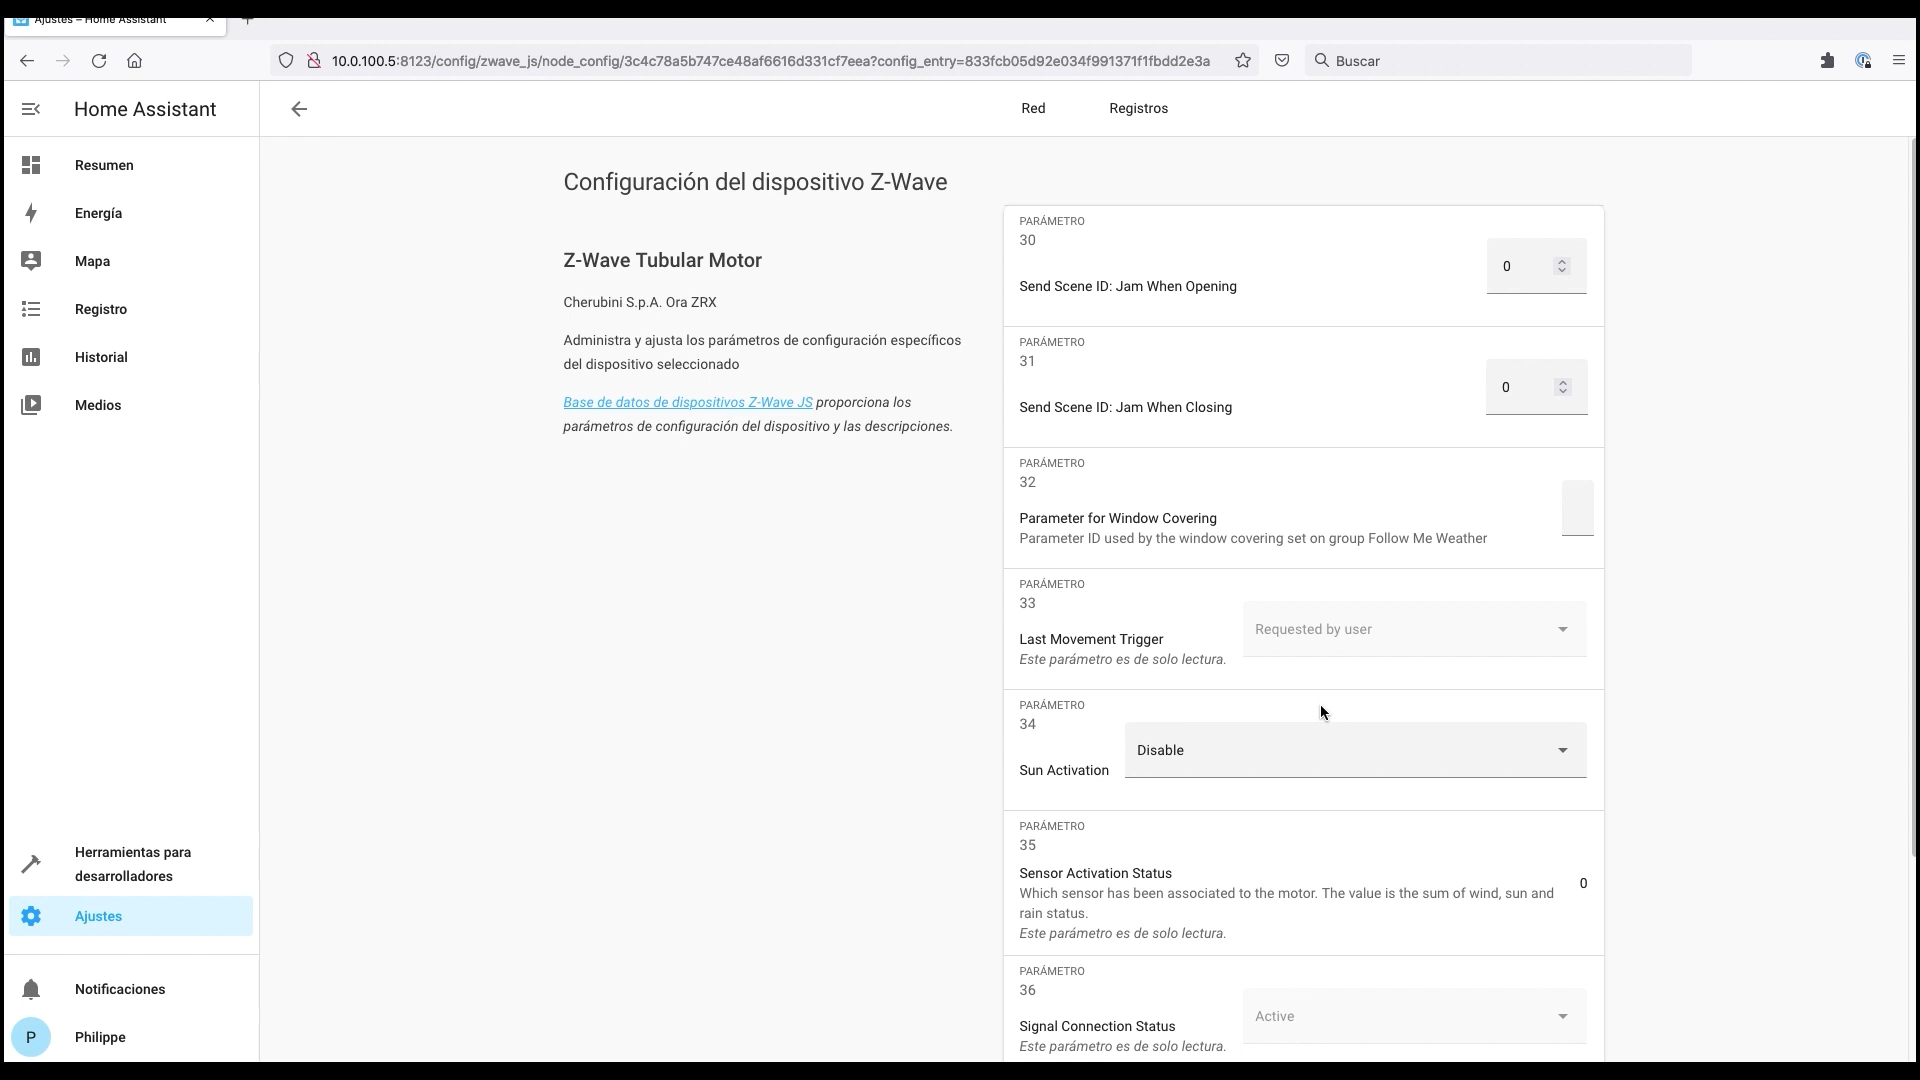 Ajustes – Home Assistant
10.0.100.5:8123/config/zwave_js/node_config/3c4c78a5b747ce48af6616d331cf7eea?config_entry=833fcb05d92e034f991371f1fbdd2e3a
Buscar
Home Assistant
Red
Registros
Resumen
Energía
Mapa
Registro
Historial
Medios
Herramientas para
desarrolladores
Ajustes
Notificaciones
P
Philippe
Configuración del dispositivo Z-Wave
Z-Wave Tubular Motor
Cherubini S.p.A. Ora ZRX
Administra y ajusta los parámetros de configuración específicos
del dispositivo seleccionado
Base de datos de dispositivos Z-Wave JS proporciona los
parámetros de configuración del dispositivo y las descripciones.
PARÁMETRO
30
Send Scene ID: Jam When Opening
0
PARÁMETRO
31
Send Scene ID: Jam When Closing
0
PARÁMETRO
32
Parameter for Window Covering
Parameter ID used by the window covering set on group Follow Me Weather
PARÁMETRO
33
Last Movement Trigger
Este parámetro es de solo lectura.
Requested by user
PARÁMETRO
34
Sun Activation
Disable
PARÁMETRO
35
Sensor Activation Status
Which sensor has been associated to the motor. The value is the sum of wind, sun and
rain status.
Este parámetro es de solo lectura.
0
PARÁMETRO
36
Signal Connection Status
Este parámetro es de solo lectura.
Active